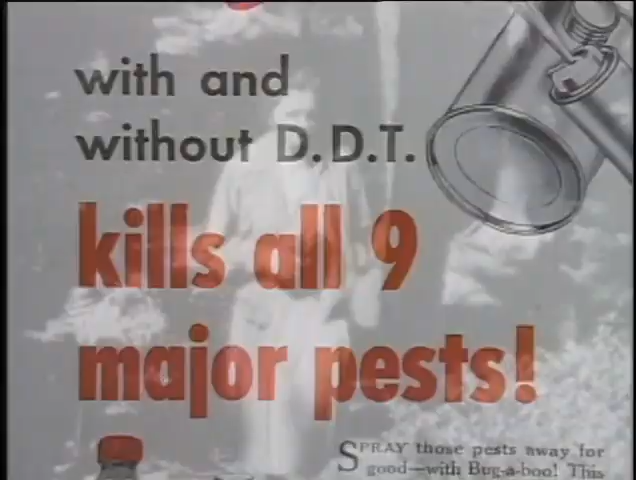 with and
without D.D.T.
kills all 9
major pests!
SPRAY those pests away for
good—with Bug-a-boo! This